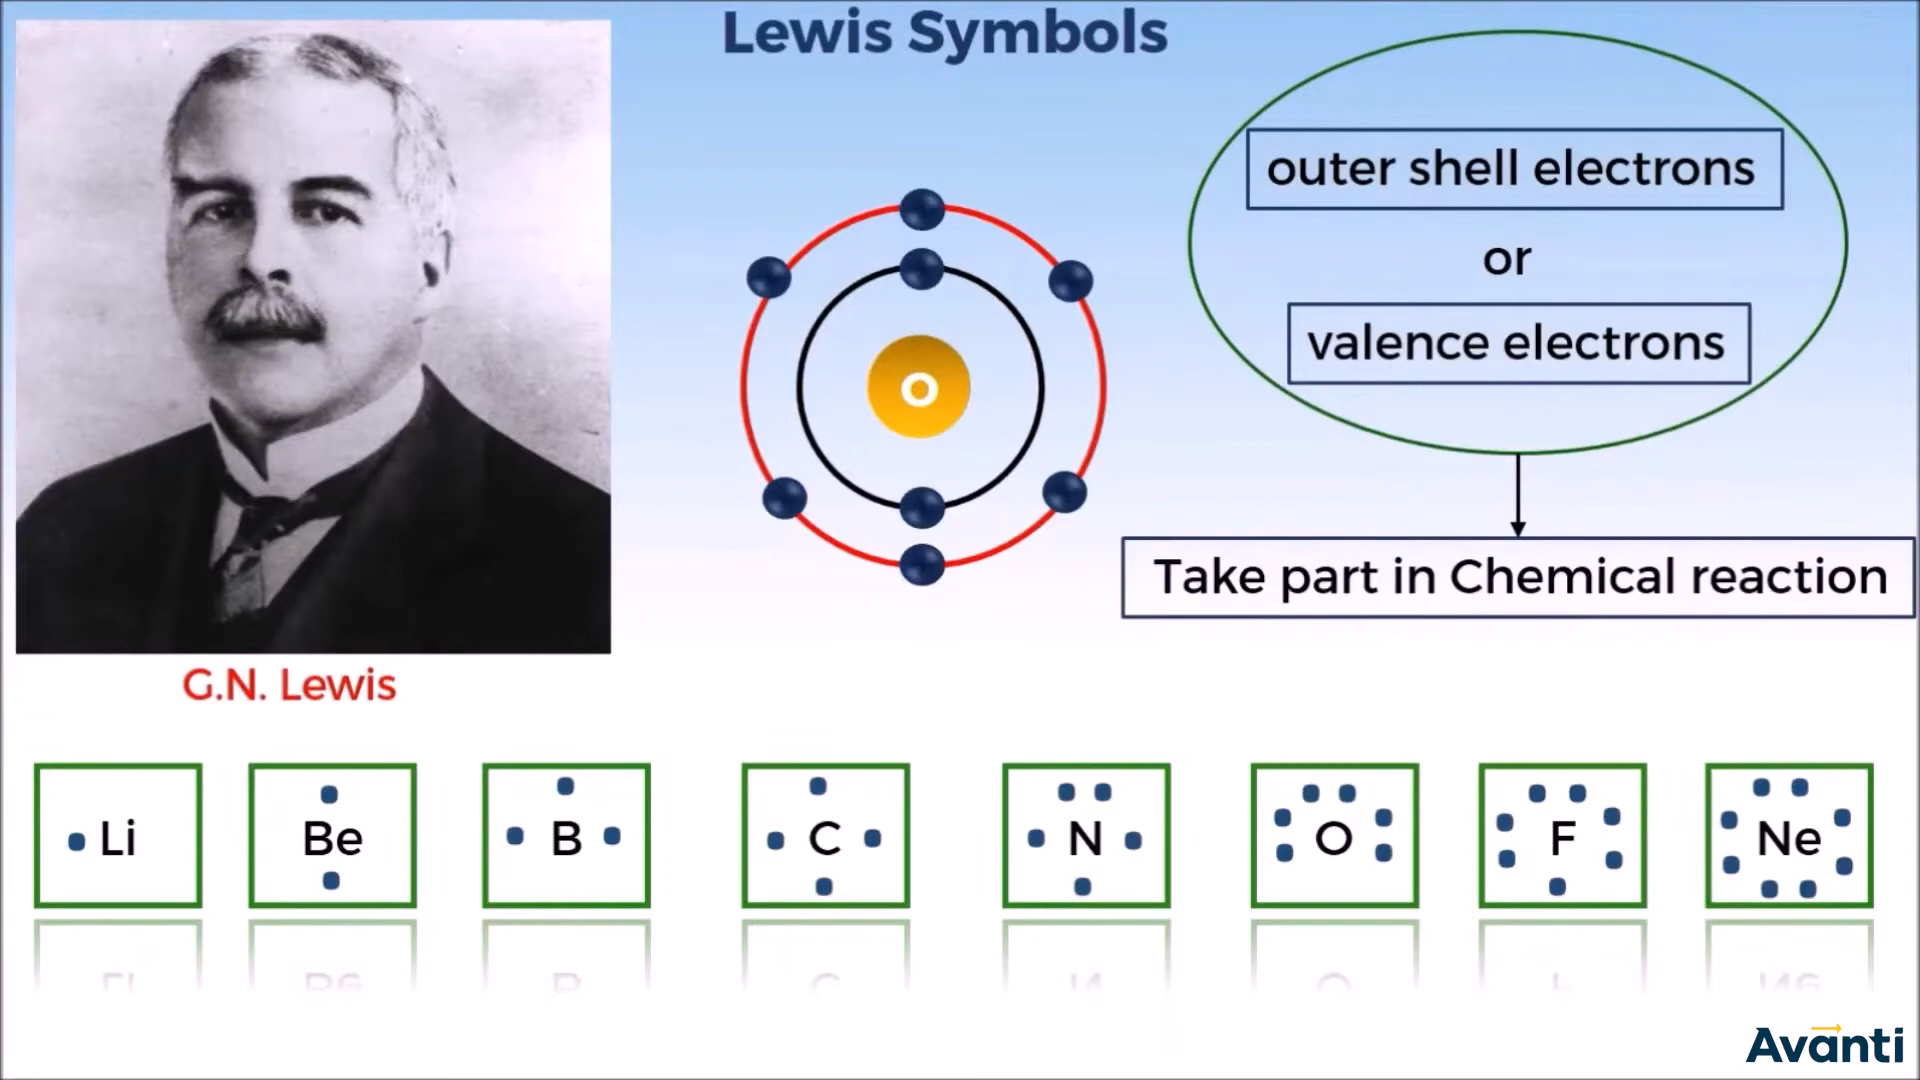 Lewis Symbols
outer shell electrons
or
valence electrons
Take part in Chemical reaction
O
G.N. Lewis
Li
Be
B
C
N
O
F
Ne
Avanti